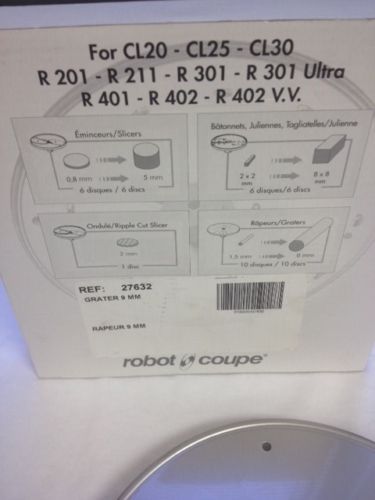 For CL20 - CL25 - CL30
R 201 - R 211 - R 301 - R 301 Ultra
R 401 - R 402 - R 402 V.V.
Éminceurs/Slicers
0,8 mm
5 mm
6 disques / 6 discs
Bâtonnets, Juliennes, Tagliatelles/Julienne
2 x 2
mm
8 x 8
mm
6 disques/6 discs
Ondulé/Ripple Cut Slicer
2 mm
1 disc
Râpeurs/Graters
1,5 mm
10 disques / 10 discs
REF: 27632
GRATER 9 MM
RAPEUR 9 MM
robot coupe®